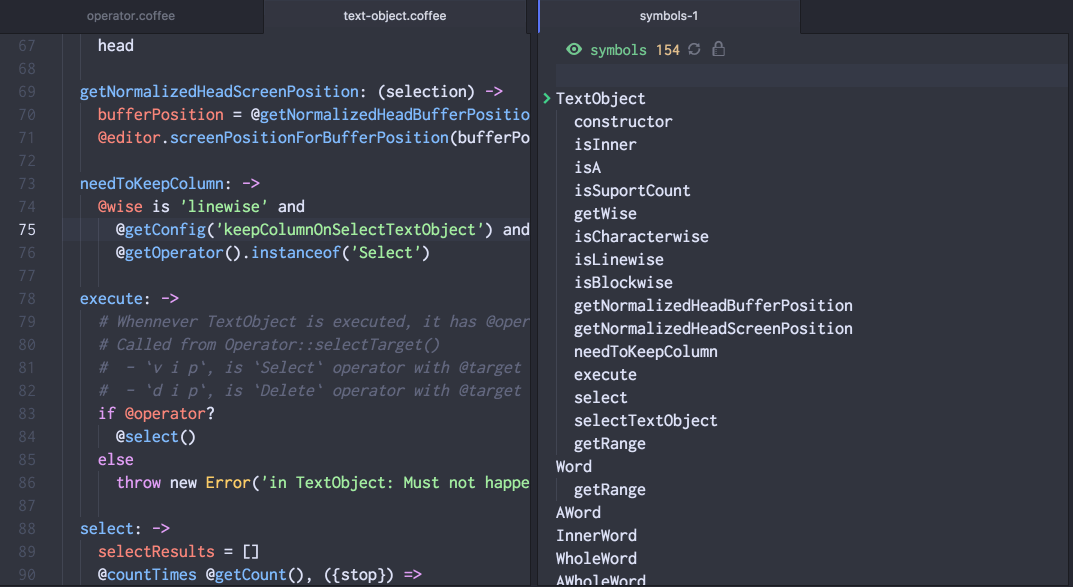 operator.coffee
text-object.coffee
symbols-1
67 head
68
69 getNormalizedHeadScreenPosition: (selection) ->
70 bufferPosition = @getNormalizedHeadBufferPositio
71 @editor.screenPositionForBufferPosition(bufferPo
72
73 needToKeepColumn: ->
74 @wise is 'linewise' and
75 @getConfig('keepColumnOnSelectTextObject') and
76 @getOperator().instanceof('Select')
77
78 execute: ->
79 # Whennever TextObject is executed, it has @oper
80 # Called from Operator::selectTarget()
81 #  - `v i p`, is `Select` operator with @target
82 #  - `d i p`, is `Delete` operator with @target
83 if @operator?
84 @select()
85 else
86 throw new Error('in TextObject: Must not happe
87
88 select: ->
89 selectResults = []
90 @countTimes @getCount(), ({stop}) =>
symbols 154
TextObject
constructor
isInner
isA
isSuportCount
getWise
isCharacterwise
isLinewise
isBlockwise
getNormalizedHeadBufferPosition
getNormalizedHeadScreenPosition
needToKeepColumn
execute
select
selectTextObject
getRange
Word
getRange
AWord
InnerWord
WholeWord
AWholeWord